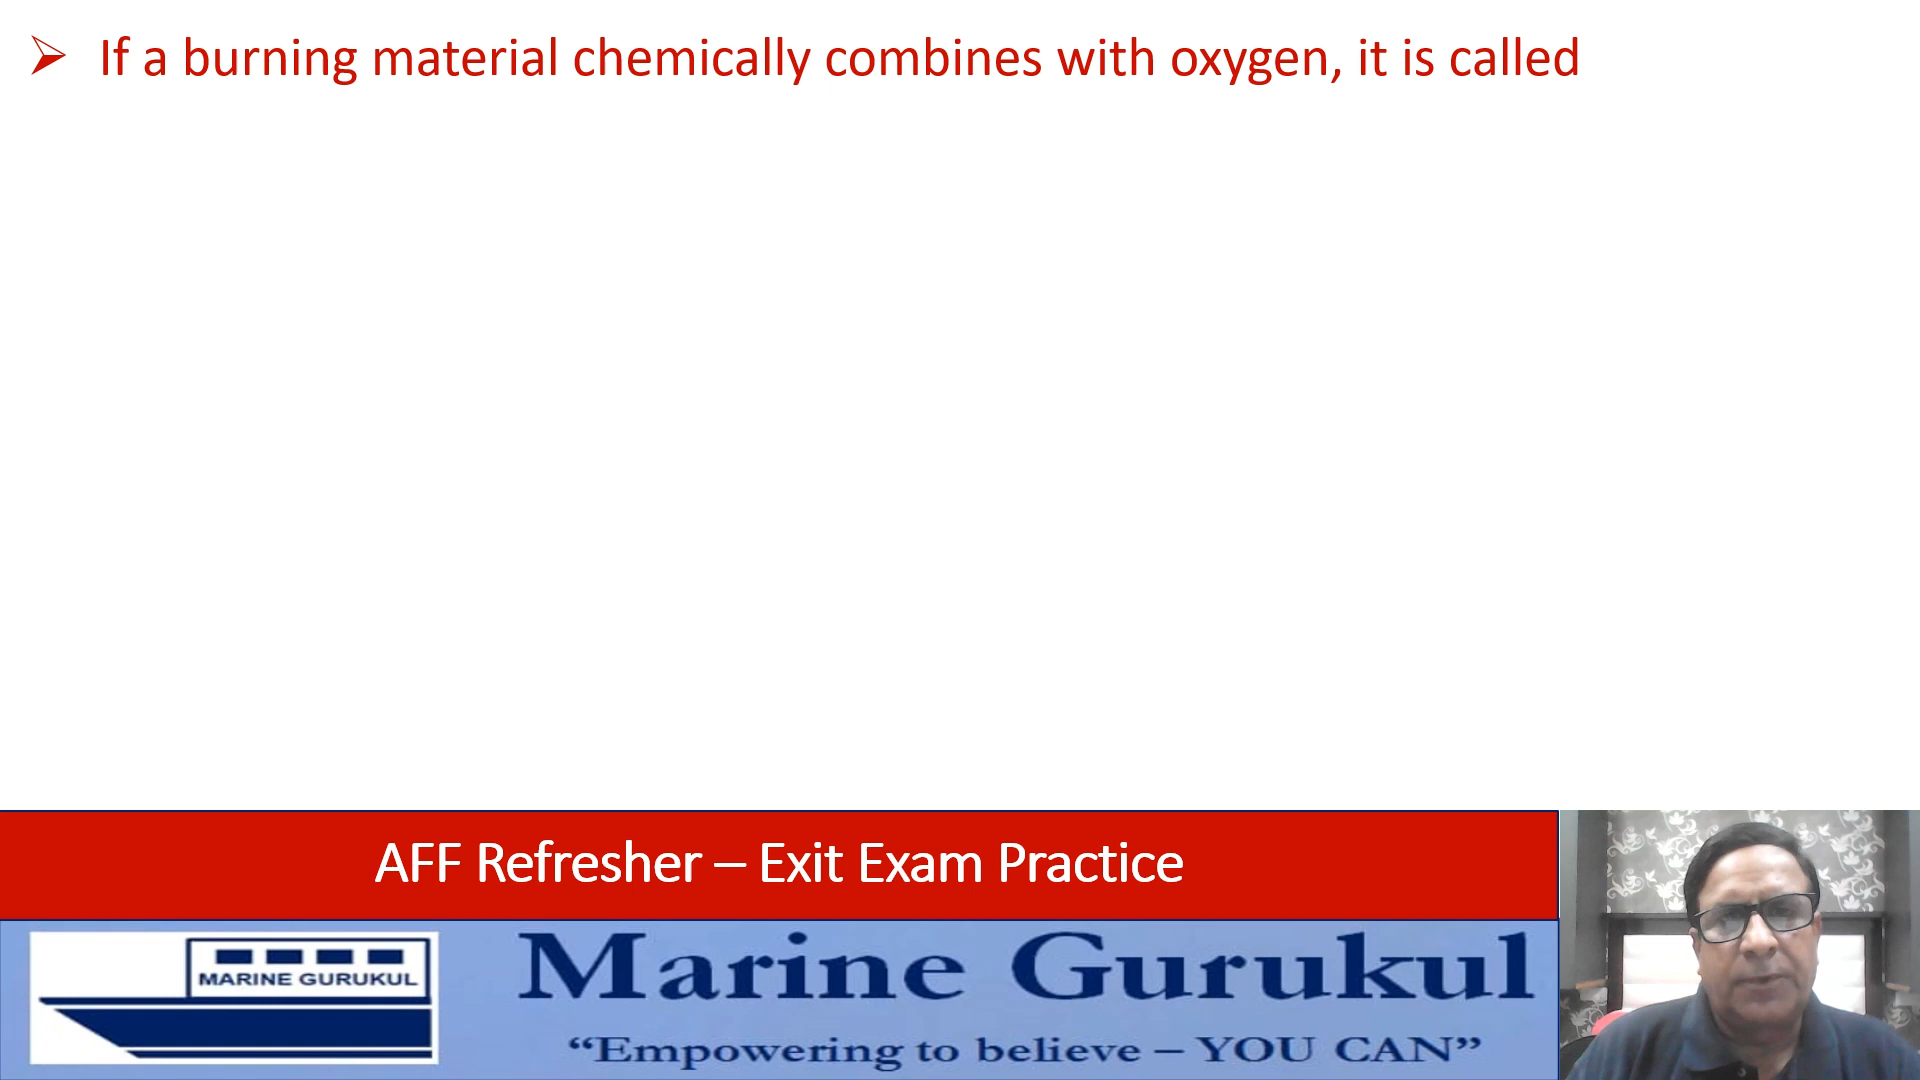 If a burning material chemically combines with oxygen, it is called
AFF Refresher – Exit Exam Practice
MARINE GURUKUL
Marine Gurukul
“Empowering to believe – YOU CAN”